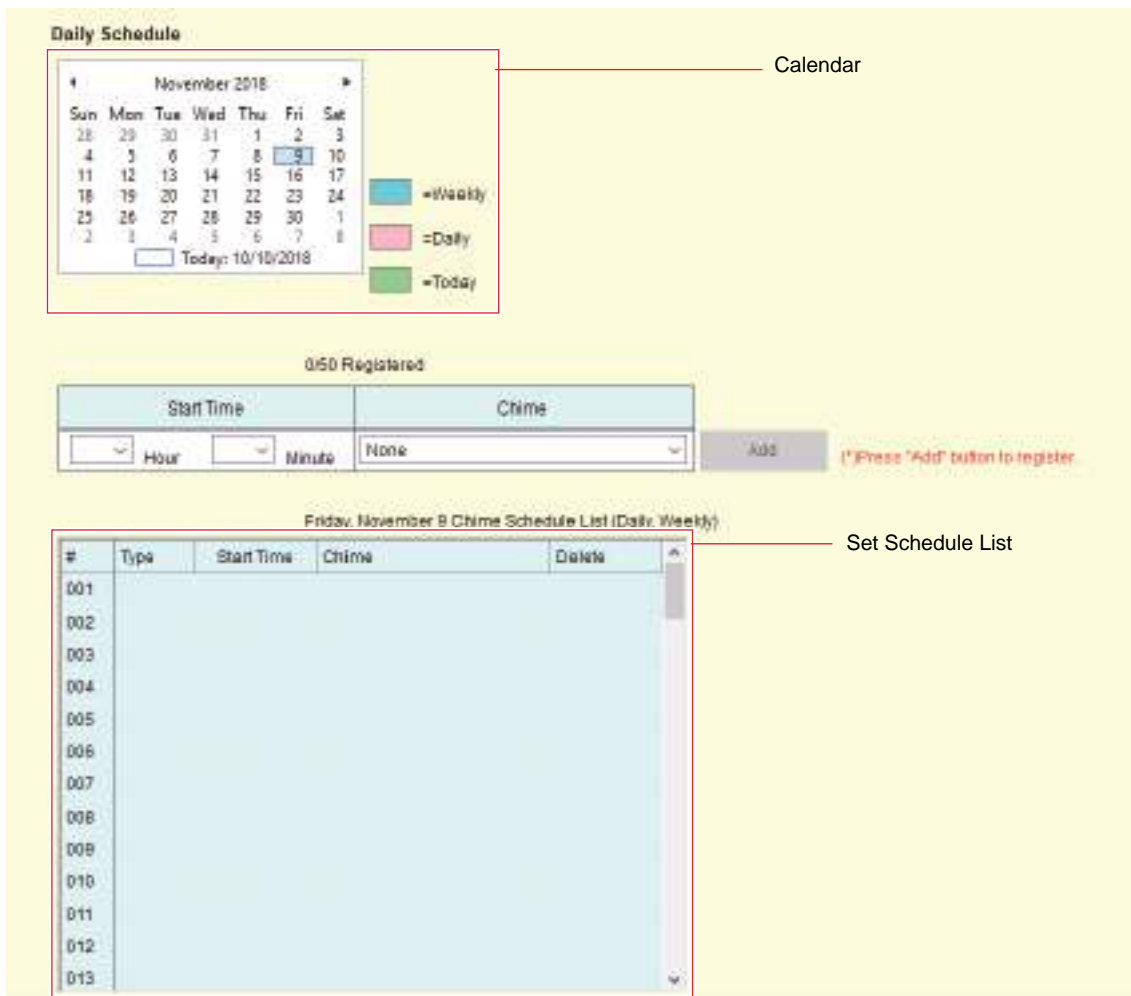 Daily Schedule
Calendar
November 2018
Sun Mon Tue Wed Thu Fri Sat
28 29 30 31 1 2 3
4 5 6 7 8 9 10
11 12 13 14 15 16 17
18 19 20 21 22 23 24
25 26 27 28 29 30 1
2 3 4 5 6 7 8
Today: 10/10/2018
=Weekly
=Daily
=Today
0/50 Registered
Start Time Chime
Hour Minute None Add (*)Press "Add" button to register.
Friday, November 9 Chime Schedule List (Daily, Weekly)
Set Schedule List
# Type Start Time Chime Delete
001
002
003
004
005
006
007
008
009
010
011
012
013